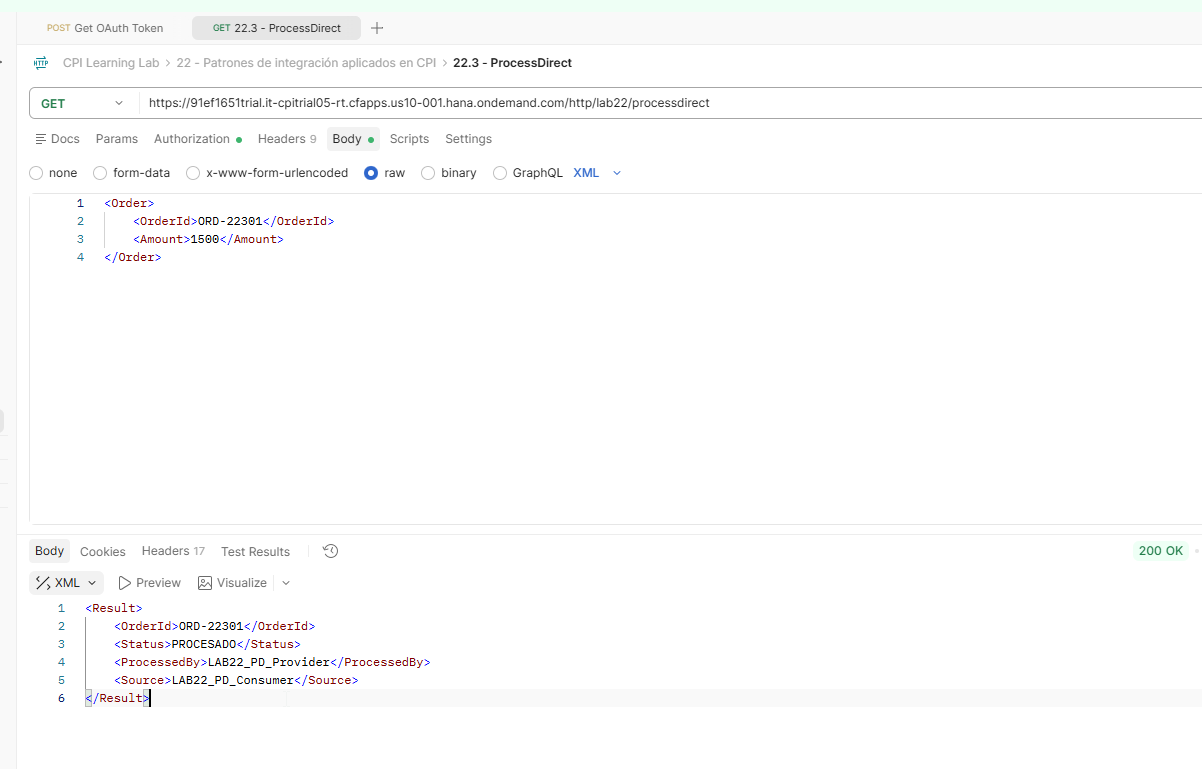 POST Get OAuth Token GET 22.3 - ProcessDirect
HTTP CPI Learning Lab > 22 - Patrones de integración aplicados en CPI > 22.3 - ProcessDirect
GET https://91ef1651trial.it-cpitrial05-rt.cfapps.us10-001.hana.ondemand.com/http/lab22/processdirect
Docs Params Authorization Headers 9 Body Scripts Settings
none form-data x-www-form-urlencoded raw binary GraphQL XML
1 <Order>
2 <OrderId>ORD-22301</OrderId>
3 <Amount>1500</Amount>
4 </Order>
Body Cookies Headers 17 Test Results 200 OK
XML Preview Visualize
1 <Result>
2 <OrderId>ORD-22301</OrderId>
3 <Status>PROCESADO</Status>
4 <ProcessedBy>LAB22_PD_Provider</ProcessedBy>
5 <Source>LAB22_PD_Consumer</Source>
6 </Result>